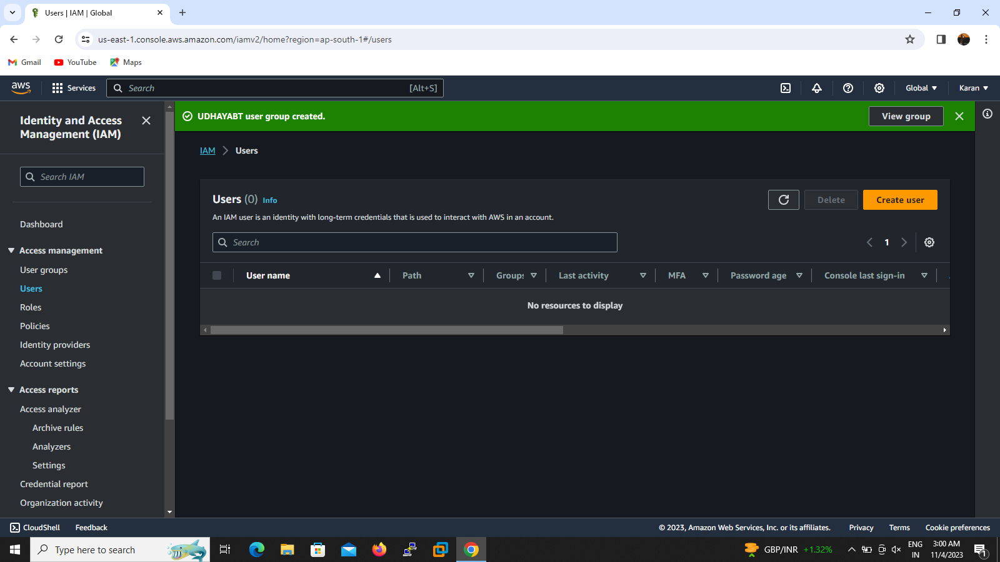 Users | IAM | Global
us-east-1.console.aws.amazon.com/iamv2/home?region=ap-south-1#/users
Gmail YouTube Maps
aws Services Search [Alt+S] Global Karan
Identity and Access
Management (IAM)
UDHAYABT user group created. View group
IAM Users
Search IAM
Users (0) Info Delete Create user
An IAM user is an identity with long-term credentials that is used to interact with AWS in an account.
Search 1
User name Path Groups Last activity MFA Password age Console last sign-in
No resources to display
Dashboard
Access management
User groups
Users
Roles
Policies
Identity providers
Account settings
Access reports
Access analyzer
Archive rules
Analyzers
Settings
Credential report
Organization activity
CloudShell Feedback © 2023, Amazon Web Services, Inc. or its affiliates. Privacy Terms Cookie preferences
Type here to search GBP/INR +1.32% ENG IN 3:00 AM 11/4/2023 1